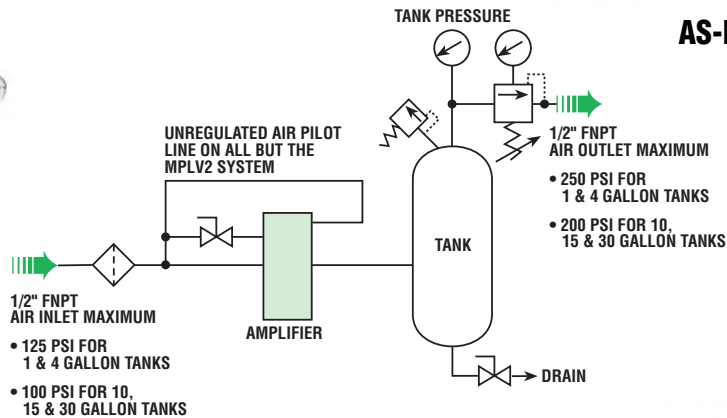 TANK PRESSURE
UNREGULATED AIR PILOT
LINE ON ALL BUT THE
MPLV2 SYSTEM
1/2" FNPT
AIR OUTLET MAXIMUM
• 250 PSI FOR
1 & 4 GALLON TANKS
• 200 PSI FOR 10,
15 & 30 GALLON TANKS
TANK
1/2" FNPT
AIR INLET MAXIMUM
• 125 PSI FOR
1 & 4 GALLON TANKS
• 100 PSI FOR 10,
15 & 30 GALLON TANKS
AMPLIFIER
DRAIN